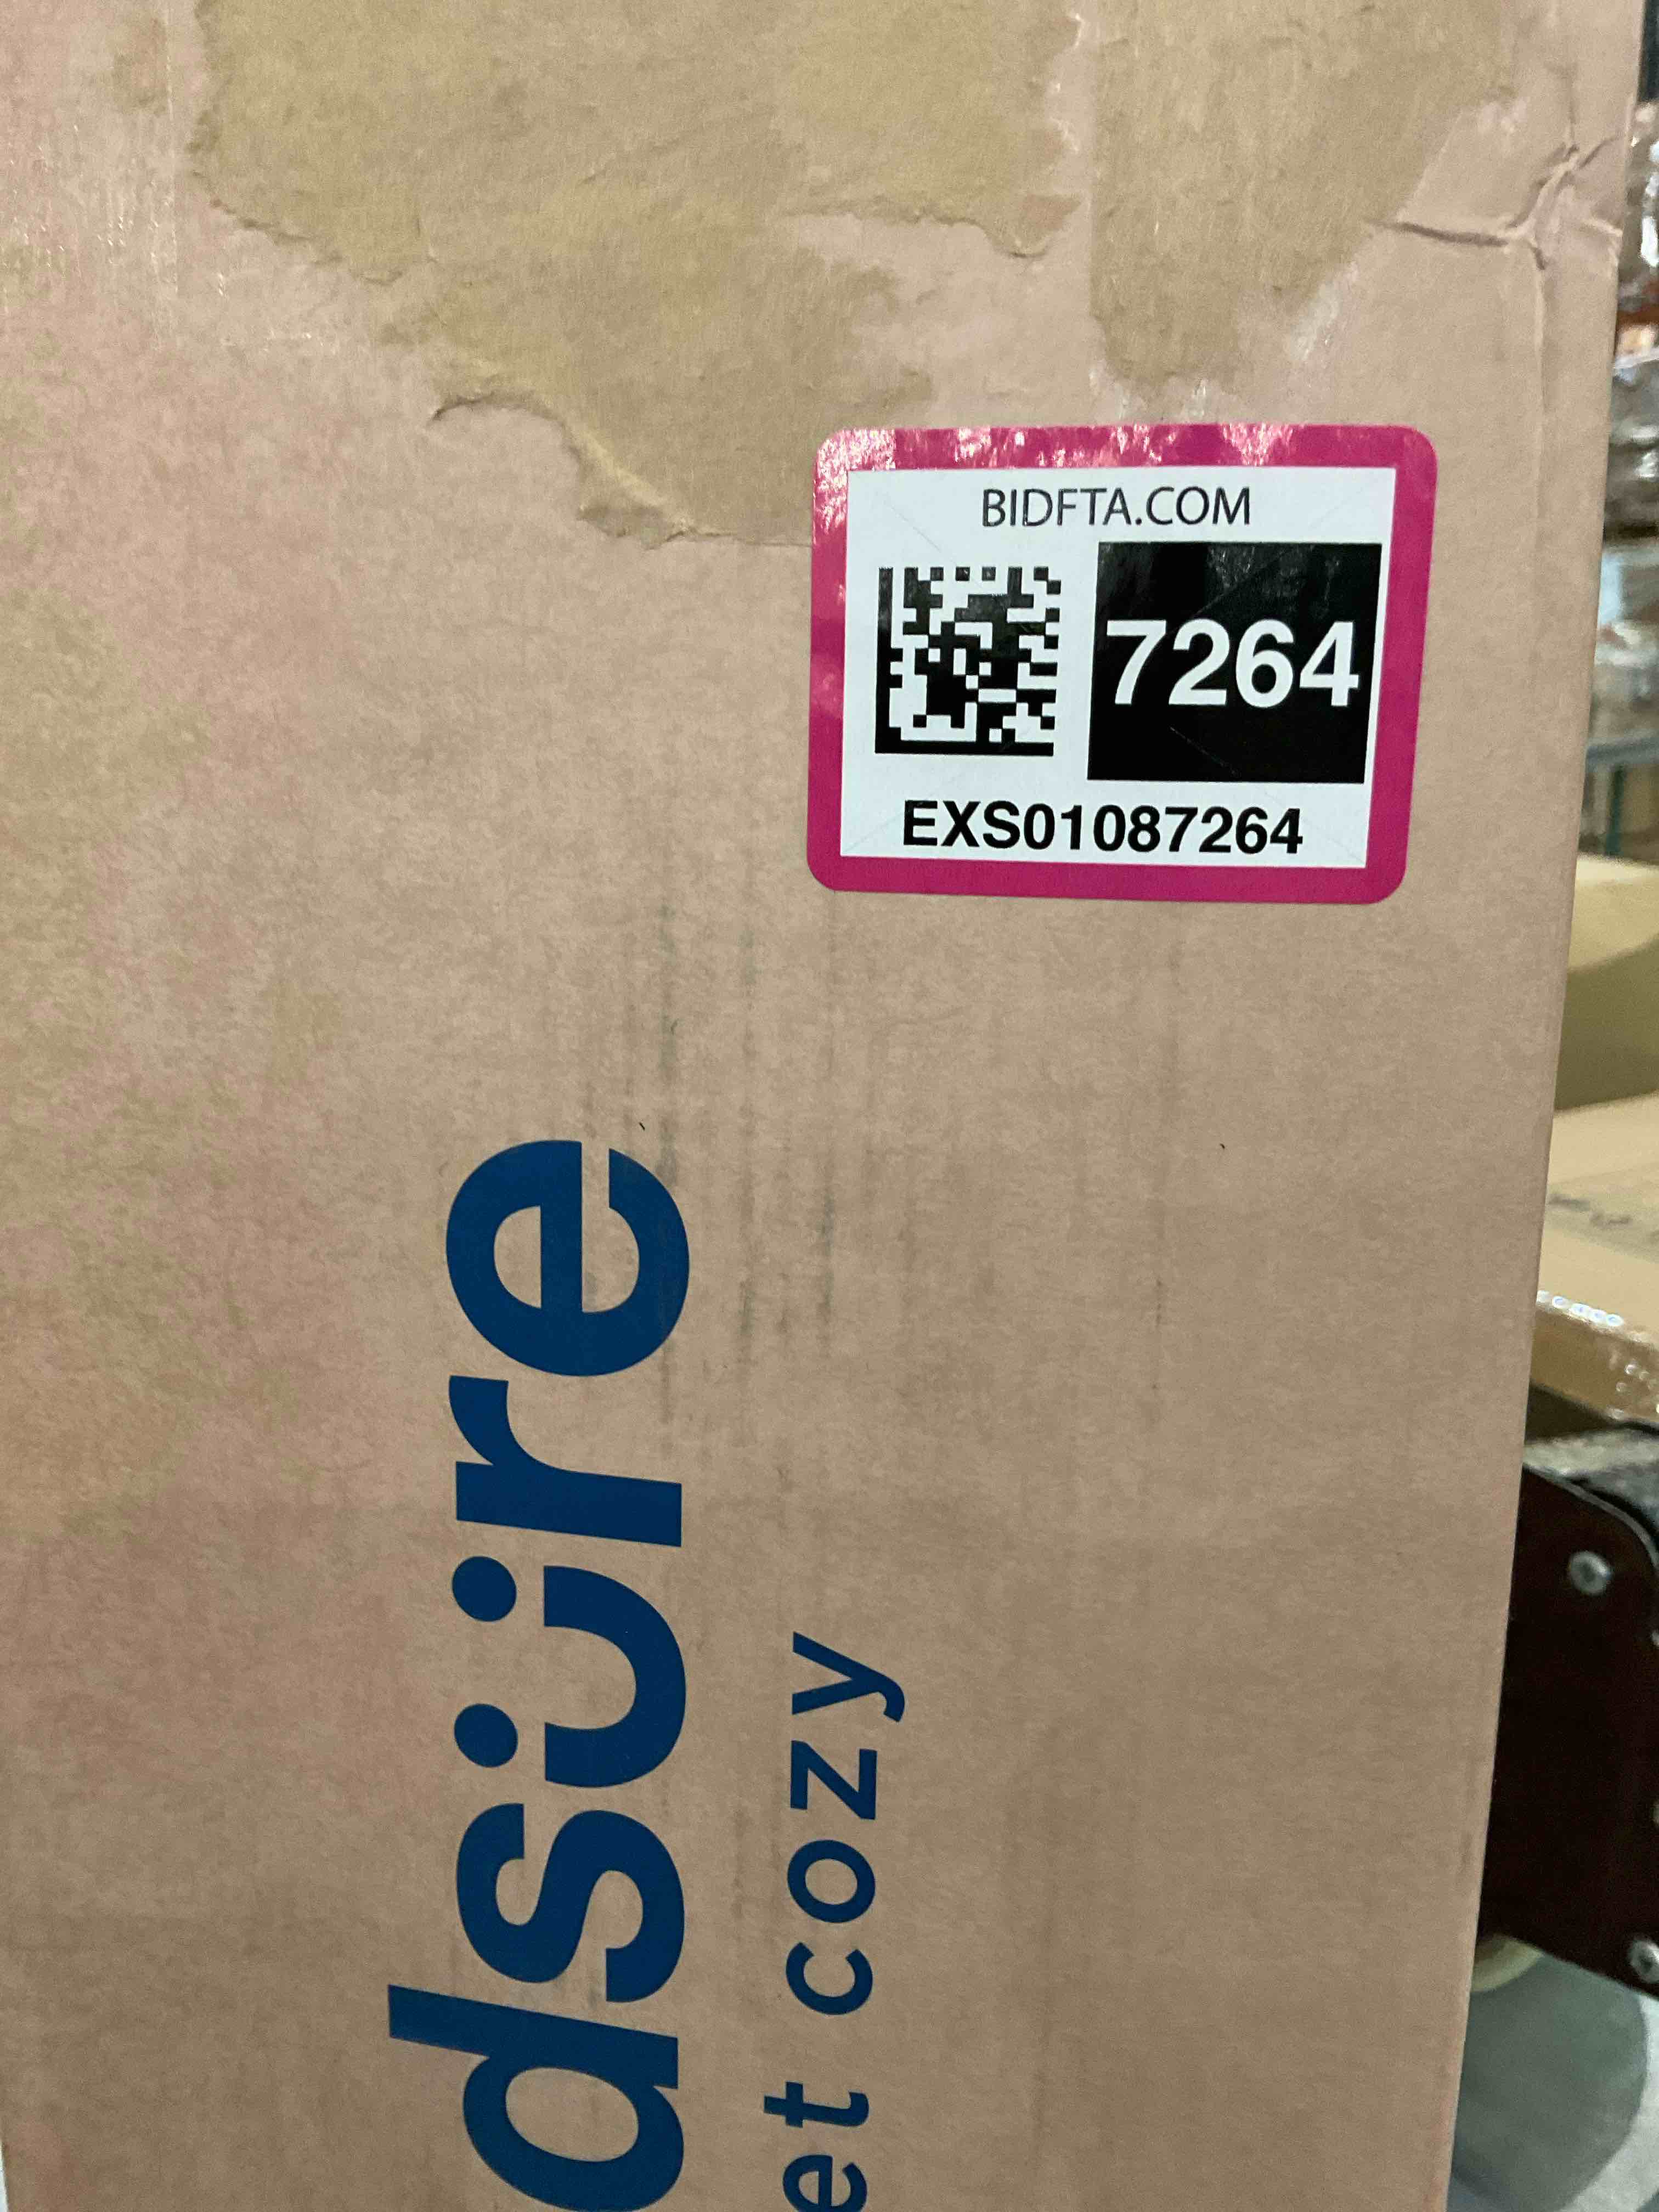 BIDFTA.COM
7264
EXS01087264
dsüre
et cozy